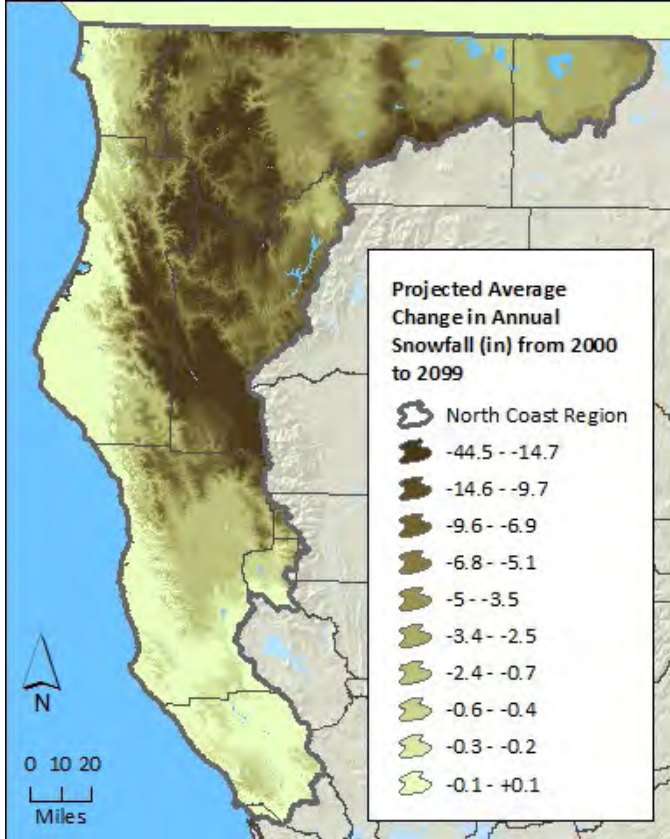 Projected Average
Change in Annual
Snowfall (in) from 2000
to 2099
North Coast Region
-44.5 - -14.7
-14.6 - -9.7
-9.6 - -6.9
-6.8 - -5.1
-5 - -3.5
-3.4 - -2.5
-2.4 - -0.7
-0.6 - -0.4
-0.3 - -0.2
-0.1 - +0.1
N
0 10 20
Miles